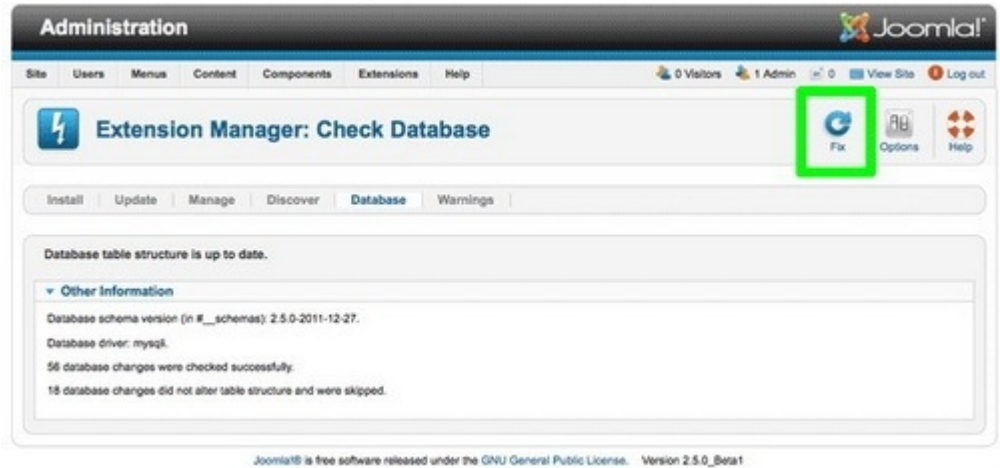 Administration
Joomla!
Site Users Menus Content Components Extensions Help 0 Visitors 1 Admin 0 View Site Log out
Extension Manager: Check Database
Fix Options Help
Install Update Manage Discover Database Warnings
Database table structure is up to date.
Other Information
Database schema version (in #__schemas): 2.5.0-2011-12-27.
Database driver: mysqli.
56 database changes were checked successfully.
18 database changes did not alter table structure and were skipped.
Joomla!® is free software released under the GNU General Public License. Version 2.5.0_Beta1